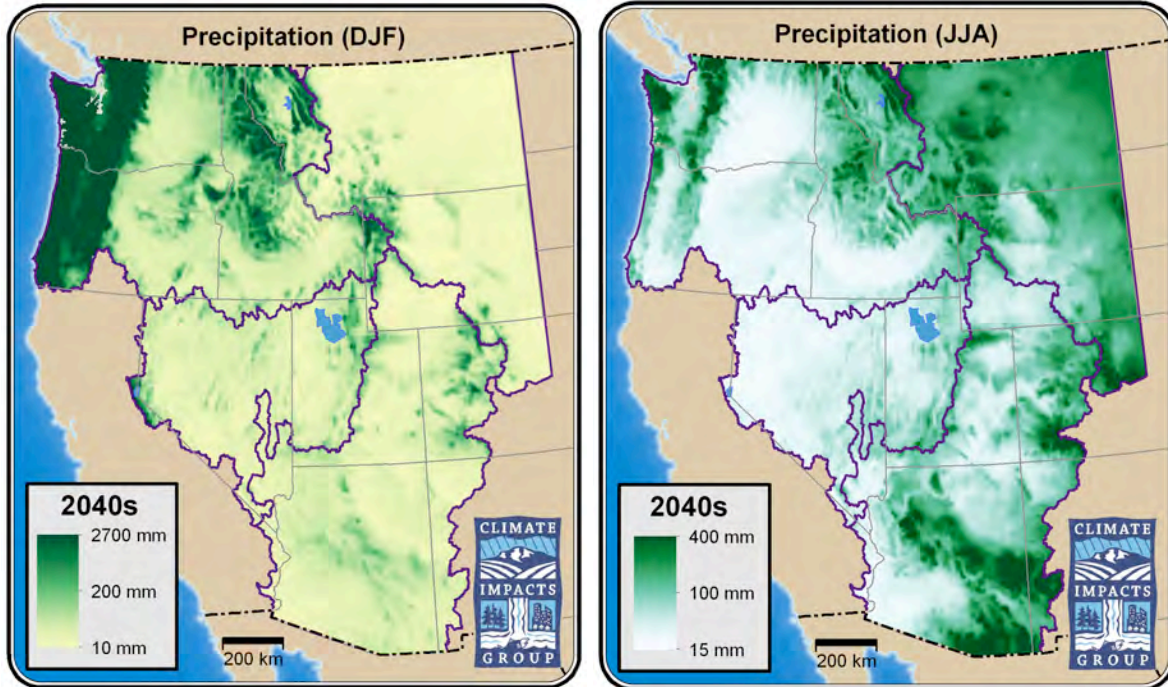 Precipitation (DJF)
2040s
2700 mm
200 mm
10 mm
200 km
CLIMATE
IMPACTS
GROUP
Precipitation (JJA)
2040s
400 mm
100 mm
15 mm
200 km
CLIMATE
IMPACTS
GROUP